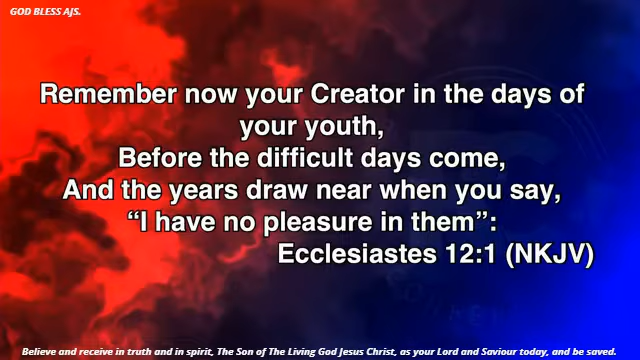 GOD BLESS AJS.
Remember now your Creator in the days of
your youth,
Before the difficult days come,
And the years draw near when you say,
“I have no pleasure in them”:
Ecclesiastes 12:1 (NKJV)
Believe and receive in truth and in spirit, The Son of The Living God Jesus Christ, as your Lord and Saviour today, and be saved.